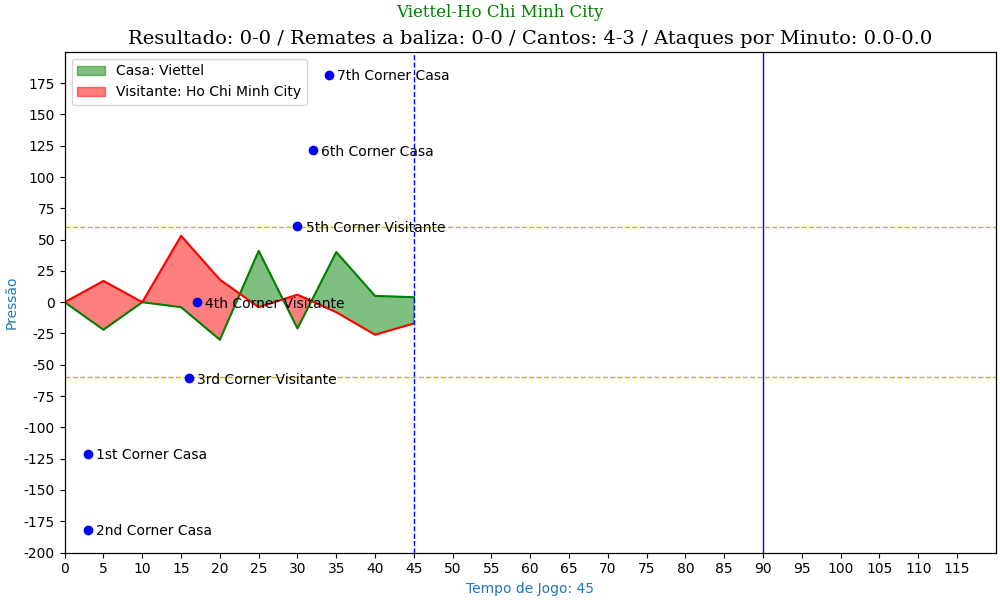 Viettel-Ho Chi Minh City
Resultado: 0-0 / Remates a baliza: 0-0 / Cantos: 4-3 / Ataques por Minuto: 0.0-0.0
Casa: Viettel
Visitante: Ho Chi Minh City
7th Corner Casa
6th Corner Casa
5th Corner Visitante
4th Corner Visitante
3rd Corner Visitante
1st Corner Casa
2nd Corner Casa
Pressão
175
150
125
100
75
50
25
0
-25
-50
-75
-100
-125
-150
-175
-200
0 5 10 15 20 25 30 35 40 45 50 55 60 65 70 75 80 85 90 95 100 105 110 115
Tempo de Jogo: 45